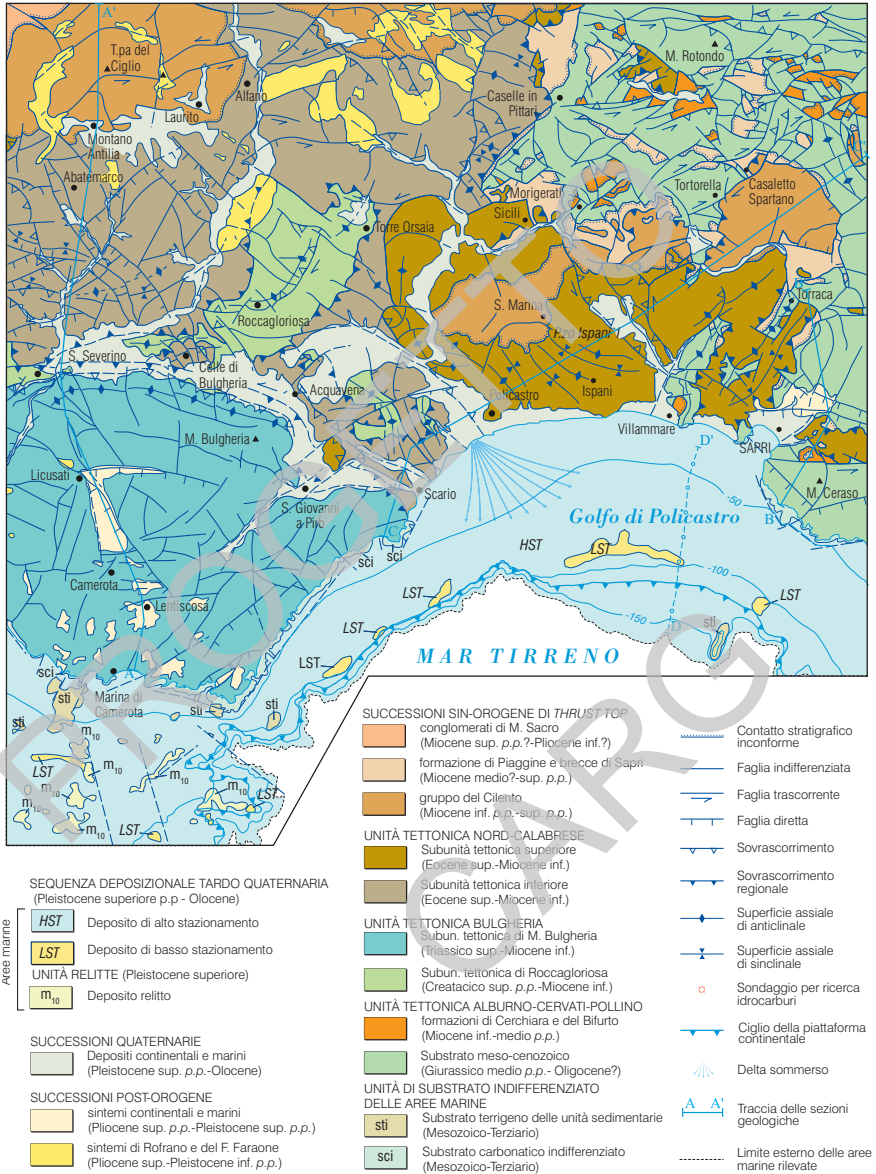 A'
T.pa del
Ciglio
Laurito
Alfano
Montano
Antilia
Abatemarco
Caselle in
Pittari
M. Rotondo
Morigerati
Sicili
Tortorella
Casaletto
Spartano
Torre Orsaia
Roccagloriosa
S. Marina
P.zo Ispani
Torraca
S. Severino
Colle di
Bulgheria
Acquavena
Policastro
Ispani
Villammare
SAPRI
M. Bulgheria
Licusati
S. Giovanni
a Piro
Scario
C
D'
M. Ceraso
B
-50
Golfo di Policastro
HST
LST
-100
-150
sci
sci
Camerota
Lentiscosa
LST
LST
LST
LST
D
sti
MAR TIRRENO
sci
A
sti
Marina di
Camerota
sti
sti
sti
m10
LST
m10
m10
m10
m10
m10
LST
LST
PROGETTO
CARG
SEQUENZA DEPOSIZIONALE TARDO QUATERNARIA
(Pleistocene superiore p.p - Olocene)
Aree marine
HST Deposito di alto stazionamento
LST Deposito di basso stazionamento
UNITÀ RELITTE (Pleistocene superiore)
m10 Deposito relitto
SUCCESSIONI QUATERNARIE
Depositi continentali e marini
(Pleistocene sup. p.p.-Olocene)
SUCCESSIONI POST-OROGENE
sintemi continentali e marini
(Pliocene sup. p.p.-Pleistocene sup. p.p.)
sintemi di Rofrano e del F. Faraone
(Pliocene sup.-Pleistocene inf. p.p.)
SUCCESSIONI SIN-OROGENE DI THRUST TOP
conglomerati di M. Sacro
(Miocene sup. p.p.?-Pliocene inf.?)
formazione di Piaggine e brecce di Sapri
(Miocene medio?-sup. p.p.)
gruppo del Cilento
(Miocene inf. p.p.-sup. p.p.)
UNITÀ TETTONICA NORD-CALABRESE
Subunità tettonica superiore
(Eocene sup.-Miocene inf.)
Subunità tettonica inferiore
(Eocene sup.-Miocene inf.)
UNITÀ TETTONICA BULGHERIA
Subun. tettonica di M. Bulgheria
(Triassico sup.-Miocene inf.)
Subun. tettonica di Roccagloriosa
(Creatacico sup. p.p.-Miocene inf.)
UNITÀ TETTONICA ALBURNO-CERVATI-POLLINO
formazioni di Cerchiara e del Bifurto
(Miocene inf.-medio p.p.)
Substrato meso-cenozoico
(Giurassico medio p.p.- Oligocene?)
UNITÀ DI SUBSTRATO INDIFFERENZIATO
DELLE AREE MARINE
sti Substrato terrigeno delle unità sedimentarie
(Mesozoico-Terziario)
sci Substrato carbonatico indifferenziato
(Mesozoico-Terziario)
Contatto stratigrafico
inconforme
Faglia indifferenziata
Faglia trascorrente
Faglia diretta
Sovrascorrimento
Sovrascorrimento
regionale
Superficie assiale
di anticlinale
Superficie assiale
di sinclinale
Sondaggio per ricerca
idrocarburi
Ciglio della piattaforma
continentale
Delta sommerso
A A' Traccia delle sezioni
geologiche
Limite esterno delle aree
marine rilevate